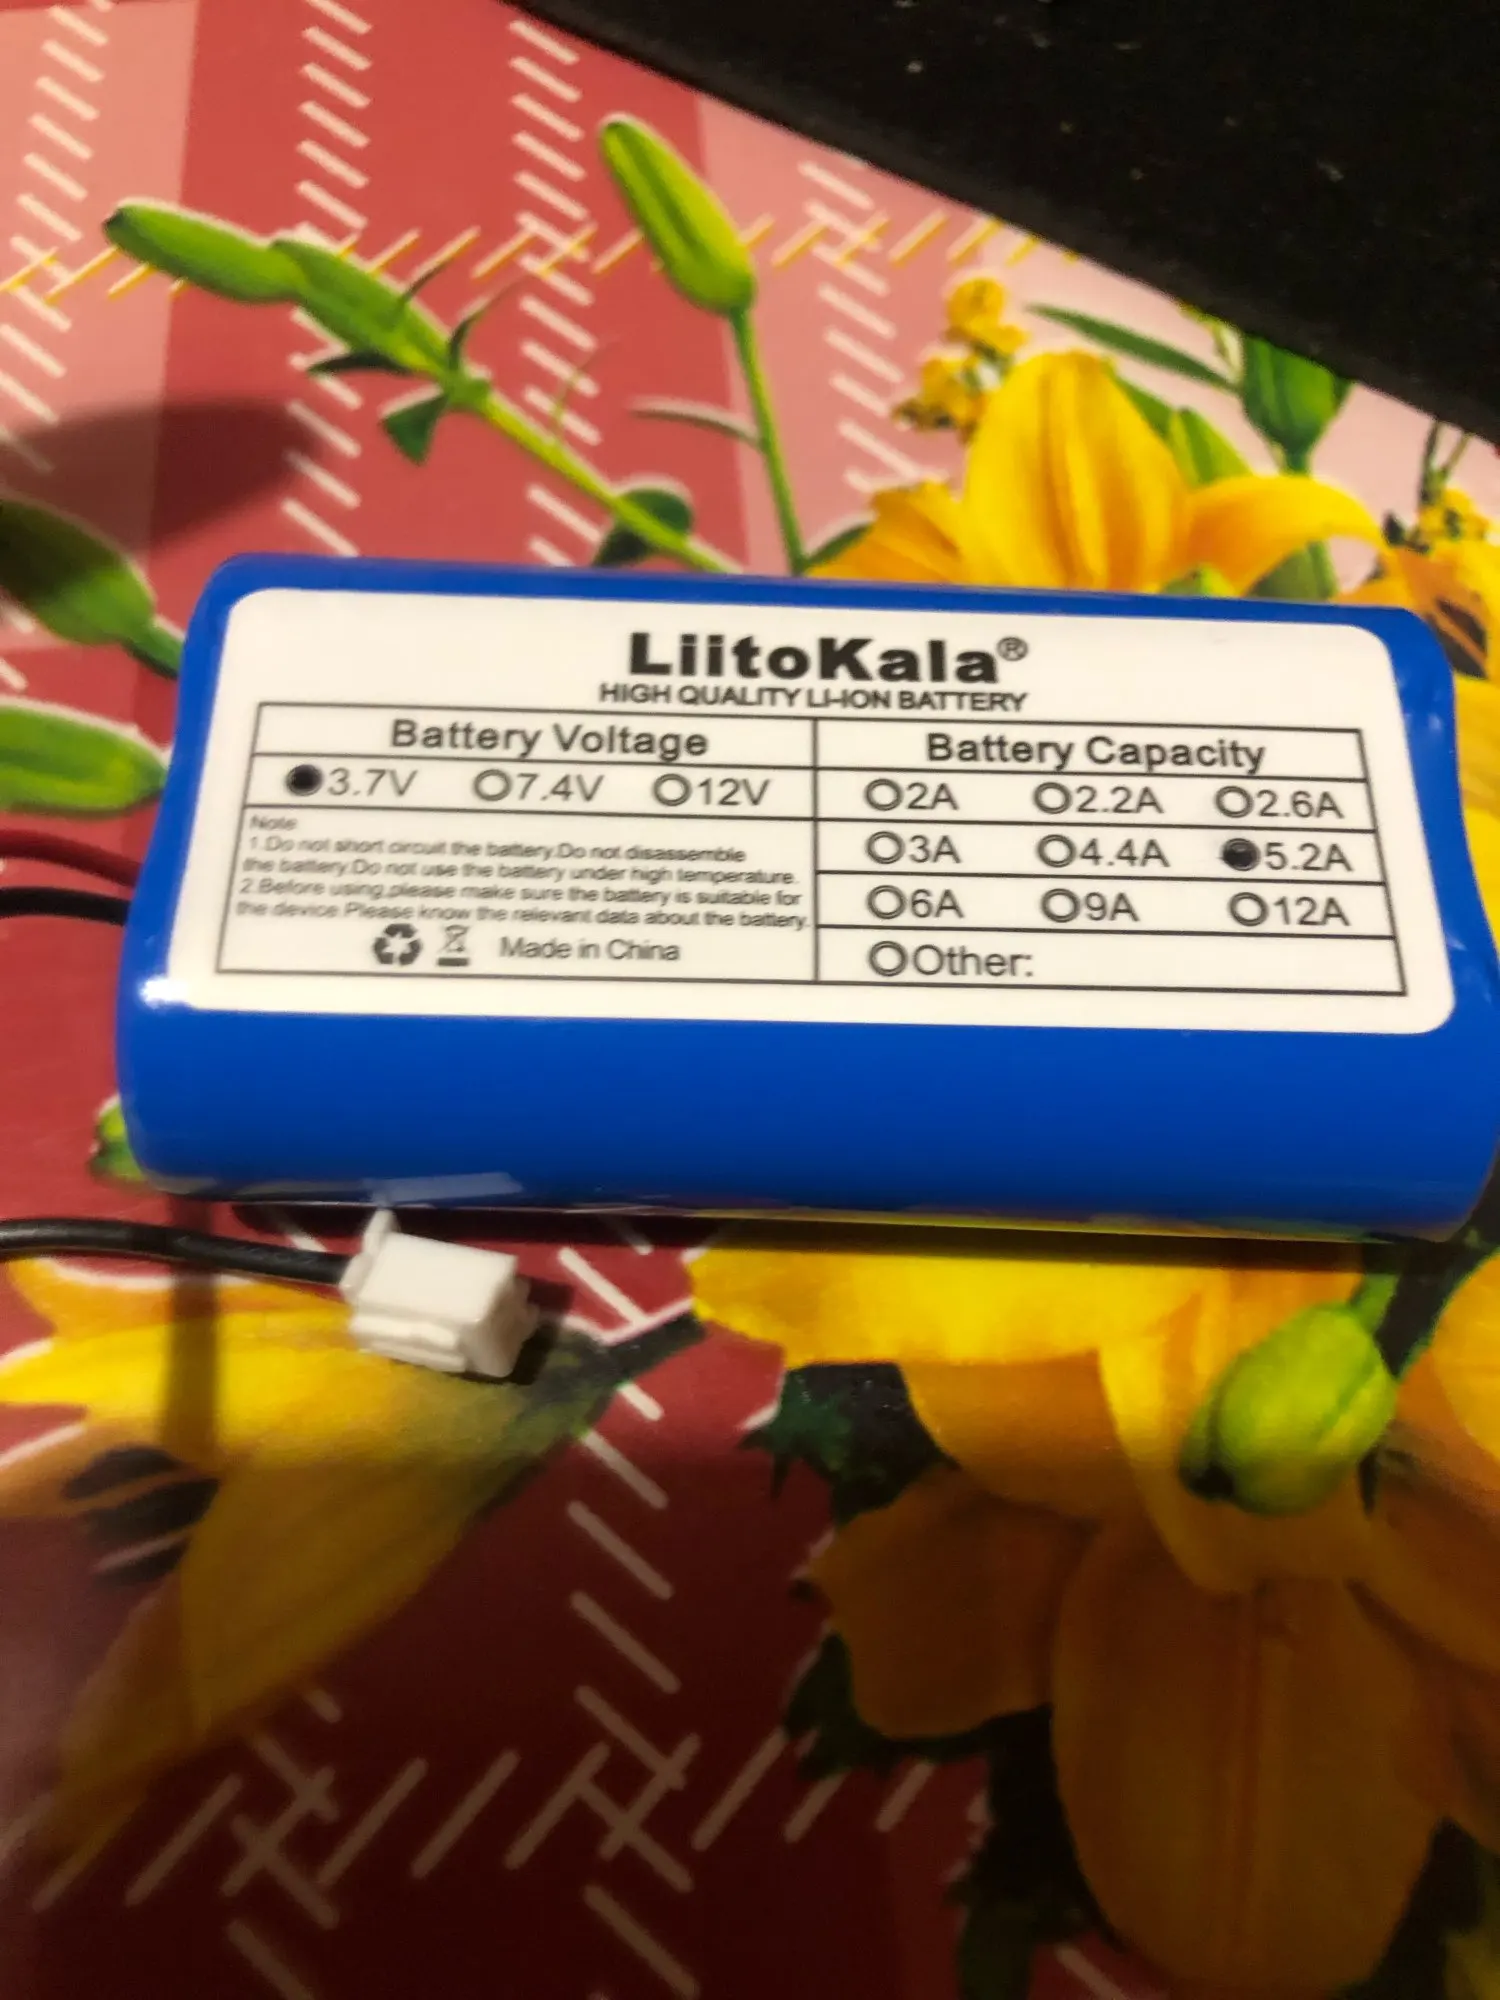 LiitoKala®
HIGH QUALITY LI-ION BATTERY
Battery Voltage
●3.7V ○7.4V ○12V
Note
1.Do not short circuit the battery.Do not disassemble
the battery.Do not use the battery under high temperature.
2.Before using,please make sure the battery is suitable for
the device.Please know the relevant data about the battery.
Made in China
Battery Capacity
○2A ○2.2A ○2.6A
○3A ○4.4A ●5.2A
○6A ○9A ○12A
○Other: